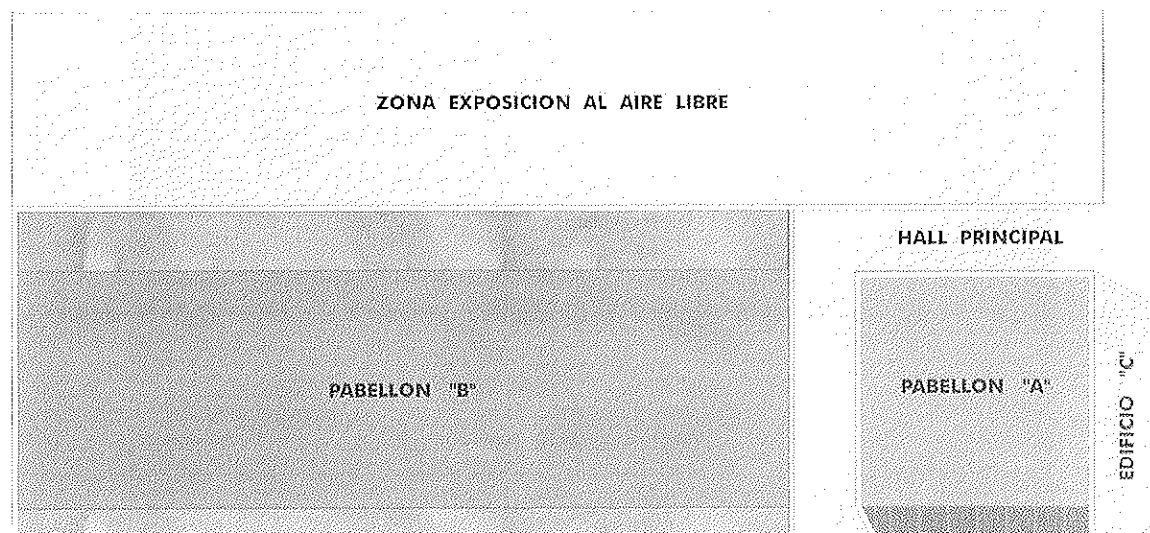 ZONA EXPOSICION AL AIRE LIBRE
HALL PRINCIPAL
PABELLON "B"
PABELLON "A"
EDIFICIO "C"